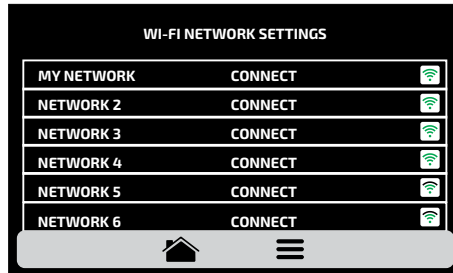 WI-FI NETWORK SETTINGS
MY NETWORK CONNECT
NETWORK 2 CONNECT
NETWORK 3 CONNECT
NETWORK 4 CONNECT
NETWORK 5 CONNECT
NETWORK 6 CONNECT